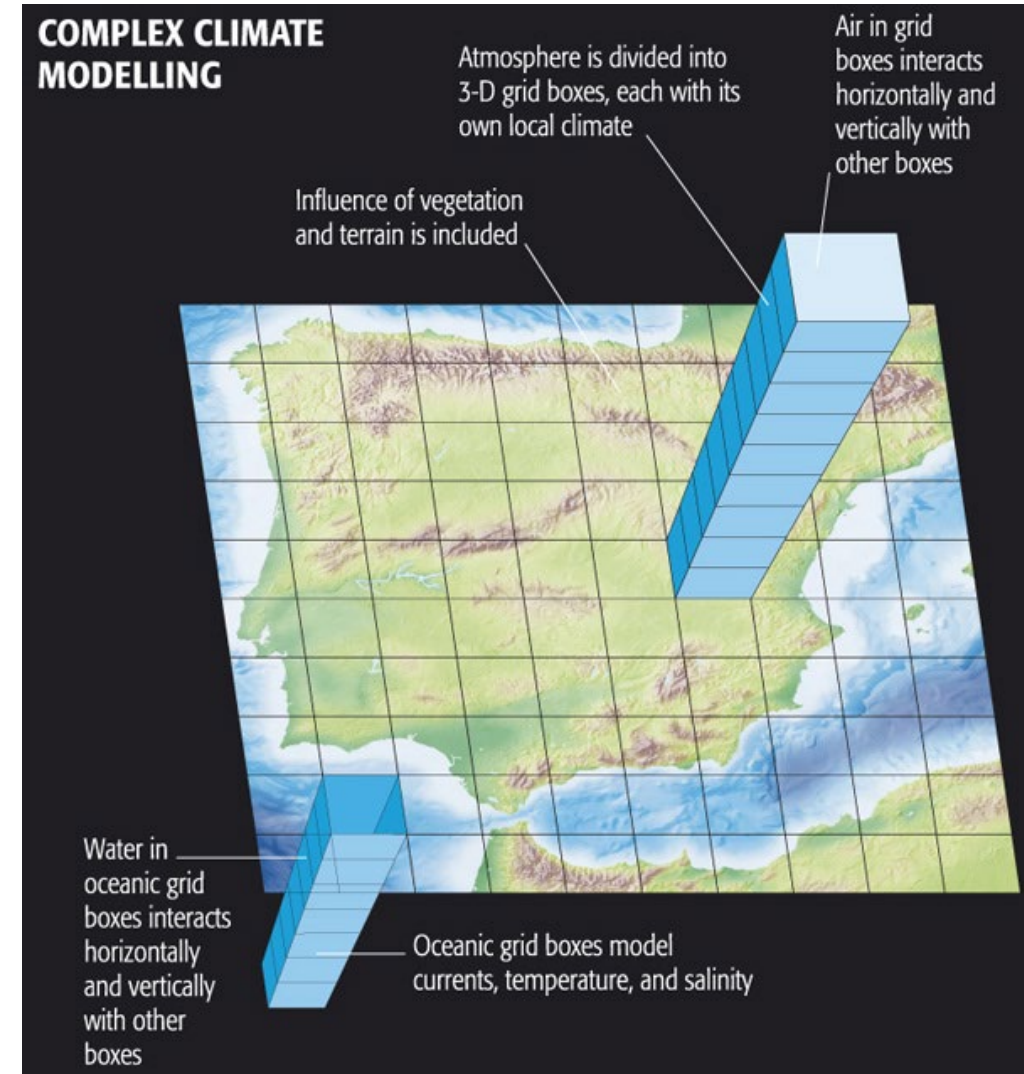 COMPLEX CLIMATE
MODELLING
Atmosphere is divided into
3-D grid boxes, each with its
own local climate
Air in grid
boxes interacts
horizontally and
vertically with
other boxes
Influence of vegetation
and terrain is included
Water in
oceanic grid
boxes interacts
horizontally
and vertically
with other
boxes
Oceanic grid boxes model
currents, temperature, and salinity